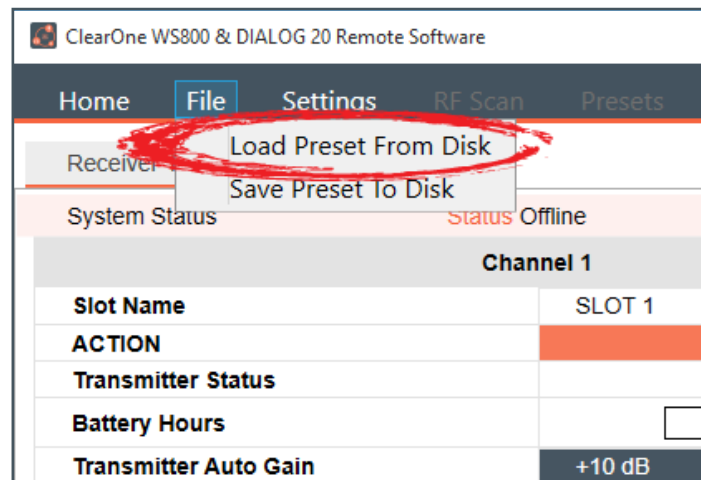 ClearOne WS800 & DIALOG 20 Remote Software
Home File Settings RF Scan Presets
Load Preset From Disk
Receiver
Save Preset To Disk
System Status Status Offline
Channel 1
Slot Name SLOT 1
ACTION
Transmitter Status
Battery Hours
Transmitter Auto Gain +10 dB